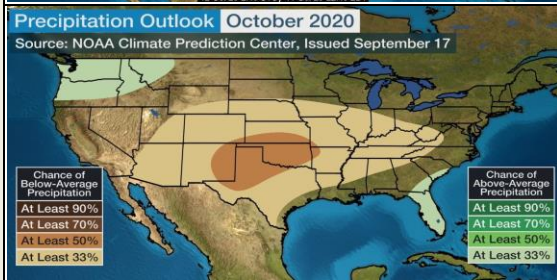 Precipitation Outlook October 2020
Source: NOAA Climate Prediction Center, Issued September 17
Chance of
Below-Average
Precipitation
At Least 90%
At Least 70%
At Least 50%
At Least 33%
Chance of
Above-Average
Precipitation
At Least 90%
At Least 70%
At Least 50%
At Least 33%